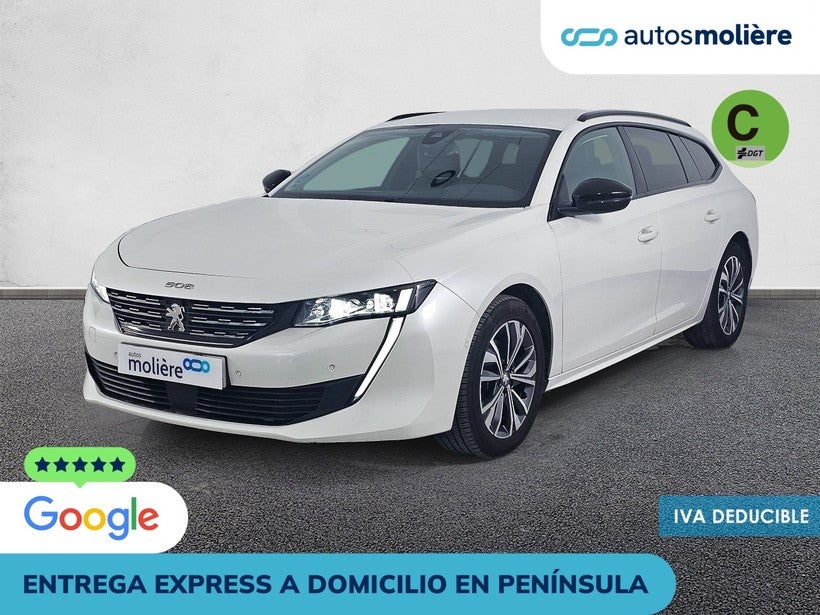 autosmolière
C
DGT
508
autos
molière
Google
IVA DEDUCIBLE
ENTREGA EXPRESS A DOMICILIO EN PENÍNSULA